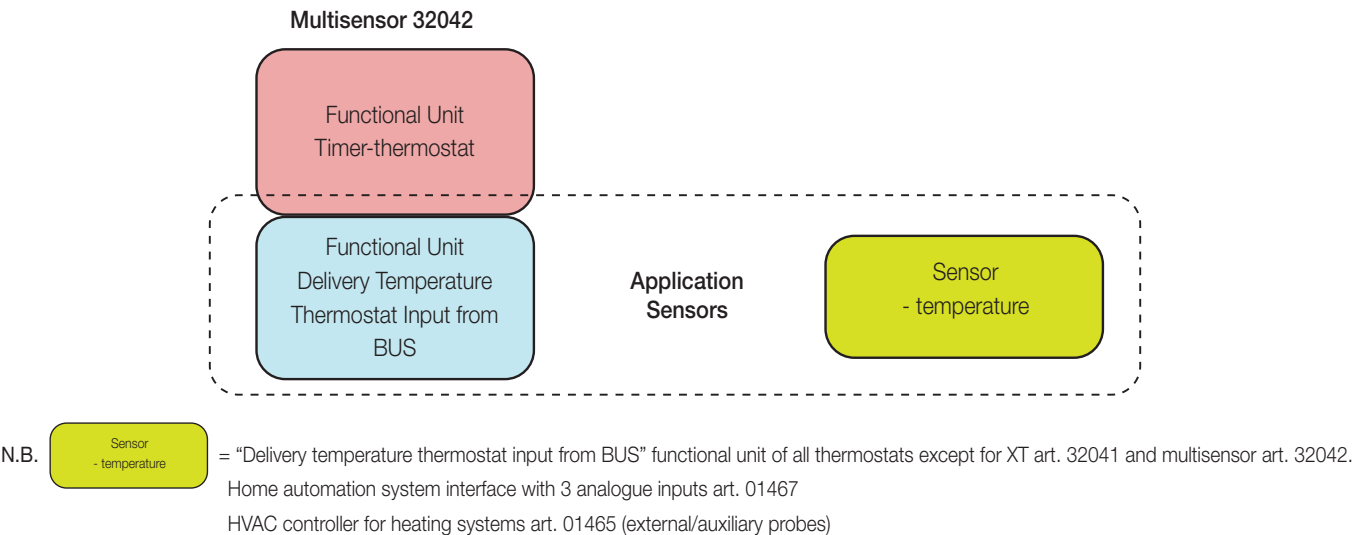 Multisensor 32042
Functional Unit
Timer-thermostat
Functional Unit
Delivery Temperature
Thermostat Input from
BUS
Application
Sensors
Sensor
- temperature
N.B.
Sensor
- temperature
= “Delivery temperature thermostat input from BUS” functional unit of all thermostats except for XT art. 32041 and multisensor art. 32042.
Home automation system interface with 3 analogue inputs art. 01467
HVAC controller for heating systems art. 01465 (external/auxiliary probes)